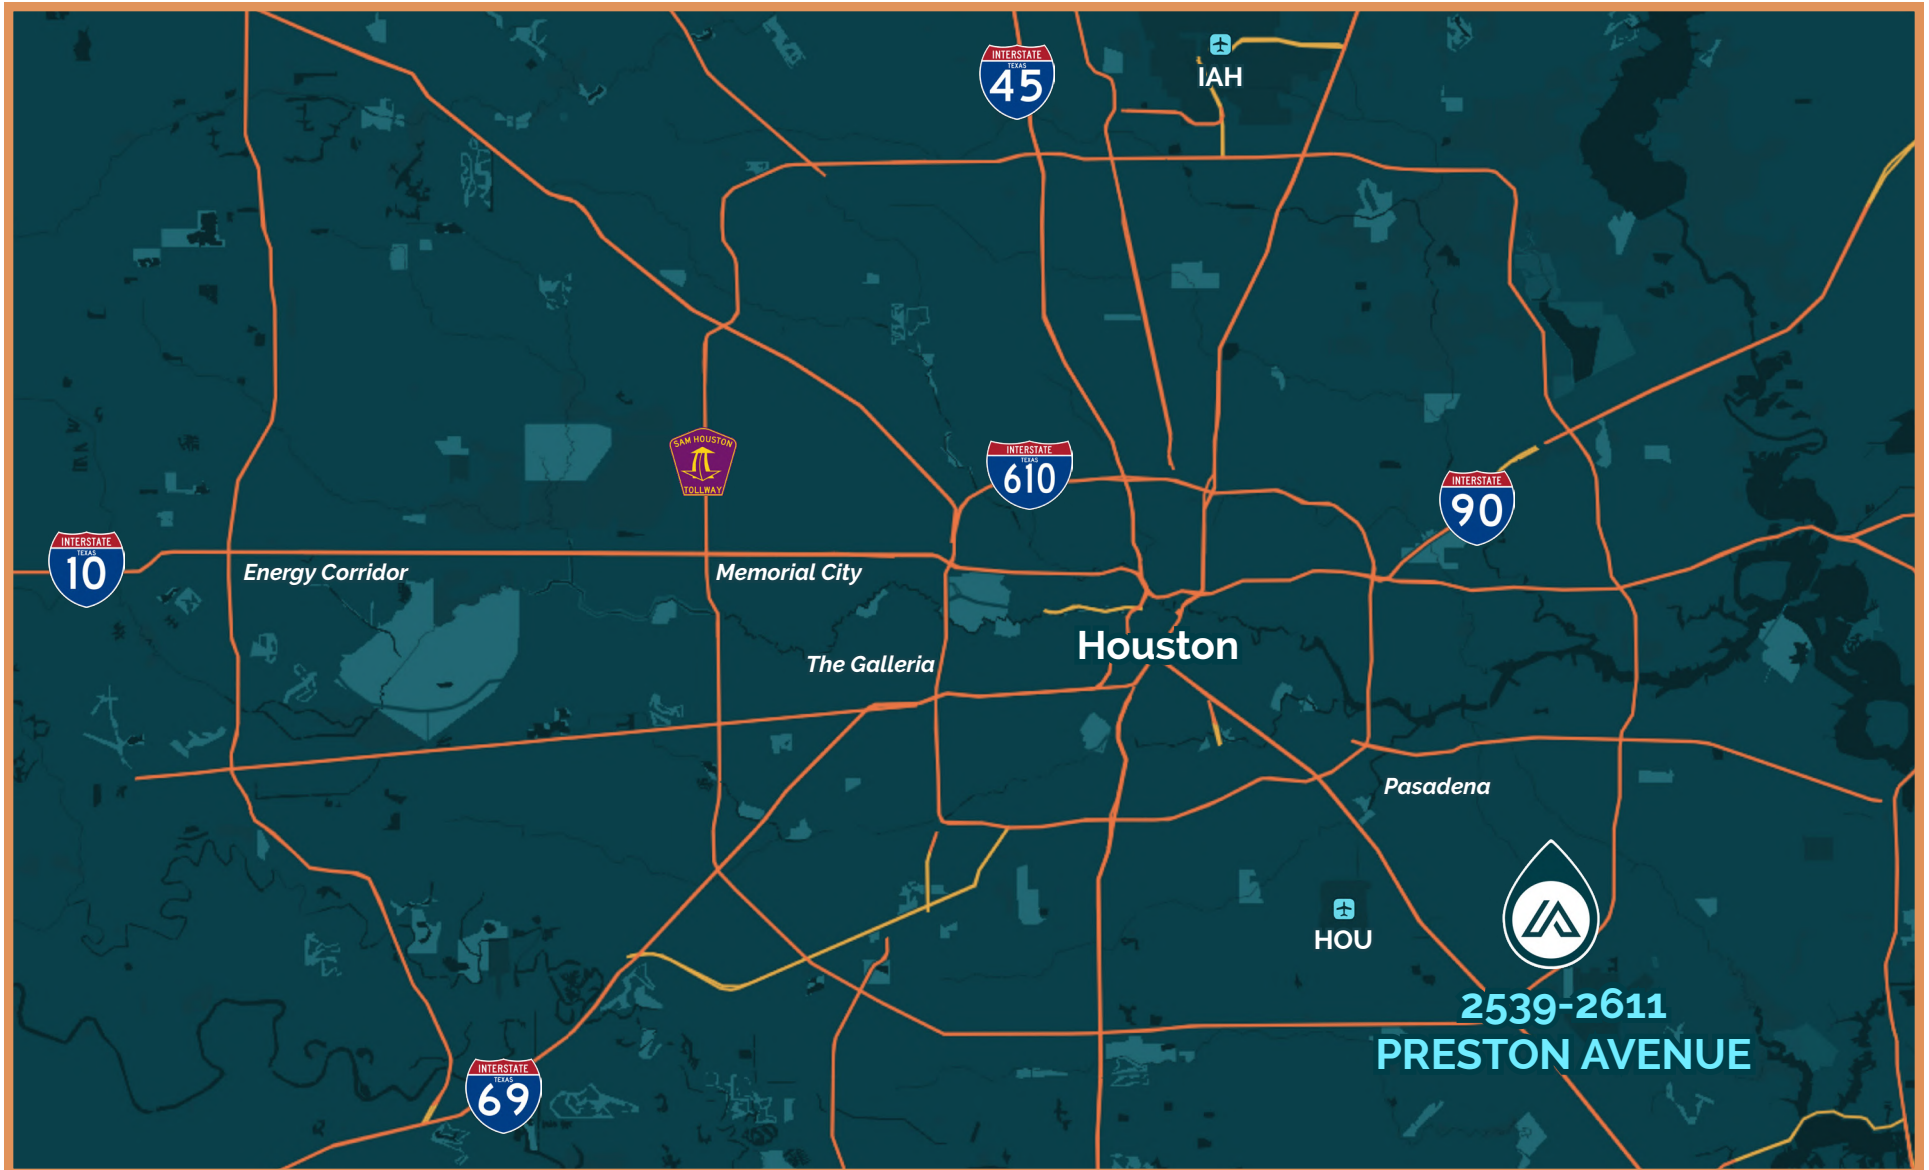 INTERSTATE
TEXAS
45
IAH
SAM HOUSTON
TOLLWAY
INTERSTATE
TEXAS
610
INTERSTATE
90
INTERSTATE
TEXAS
10
Energy Corridor
Memorial City
Houston
The Galleria
Pasadena
HOU
2539-2611
PRESTON AVENUE
INTERSTATE
TEXAS
69